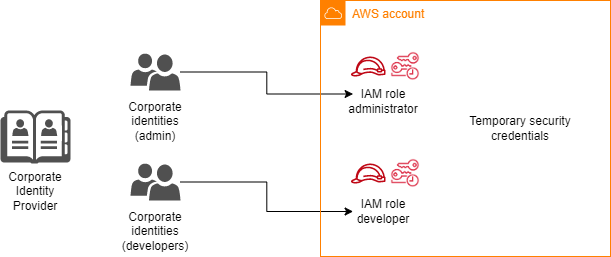 AWS account
Corporate
identities
(admin)
IAM role
administrator
Temporary security
credentials
Corporate
Identity
Provider
Corporate
identities
(developers)
IAM role
developer